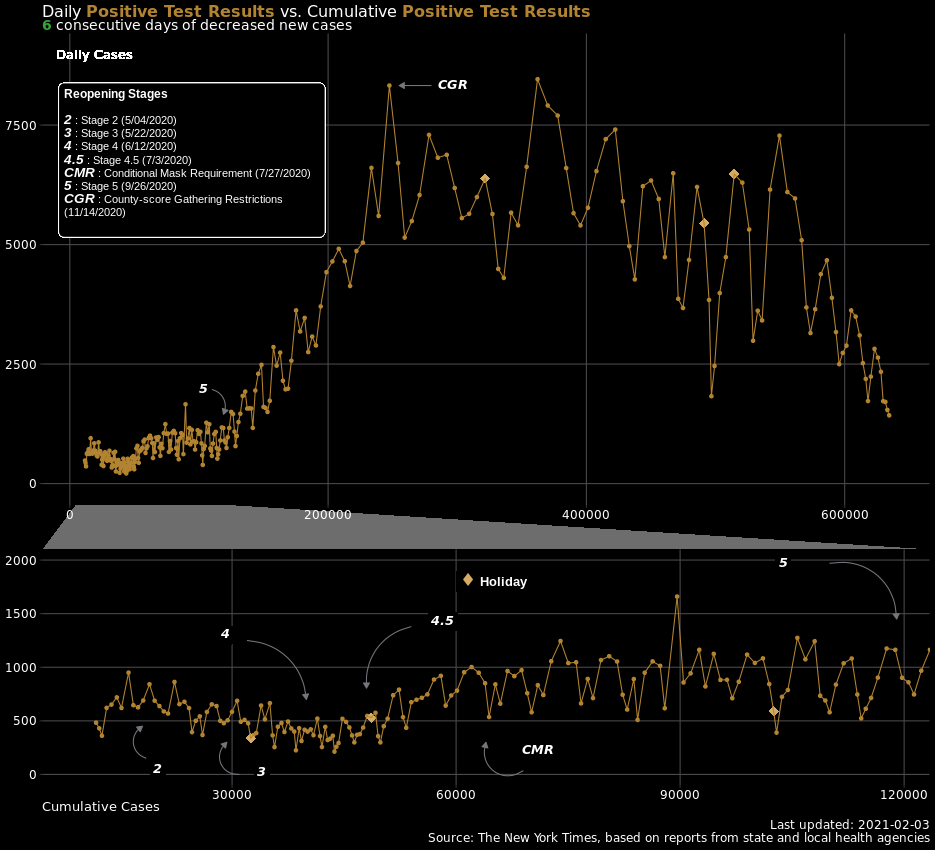 Daily Positive Test Results vs. Cumulative Positive Test Results
6 consecutive days of decreased new cases
Daily Cases
CGR
Reopening Stages
2 : Stage 2 (5/04/2020)
3 : Stage 3 (5/22/2020)
4 : Stage 4 (6/12/2020)
4.5 : Stage 4.5 (7/3/2020)
CMR : Conditional Mask Requirement (7/27/2020)
5 : Stage 5 (9/26/2020)
CGR : County-score Gathering Restrictions
(11/14/2020)
7500
5000
2500
5
0
0 200000 400000 600000
2000
5
Holiday
1500
4.5
4
1000
500
CMR
2
3
0
30000 60000 90000 120000
Cumulative Cases
Last updated: 2021-02-03
Source: The New York Times, based on reports from state and local health agencies